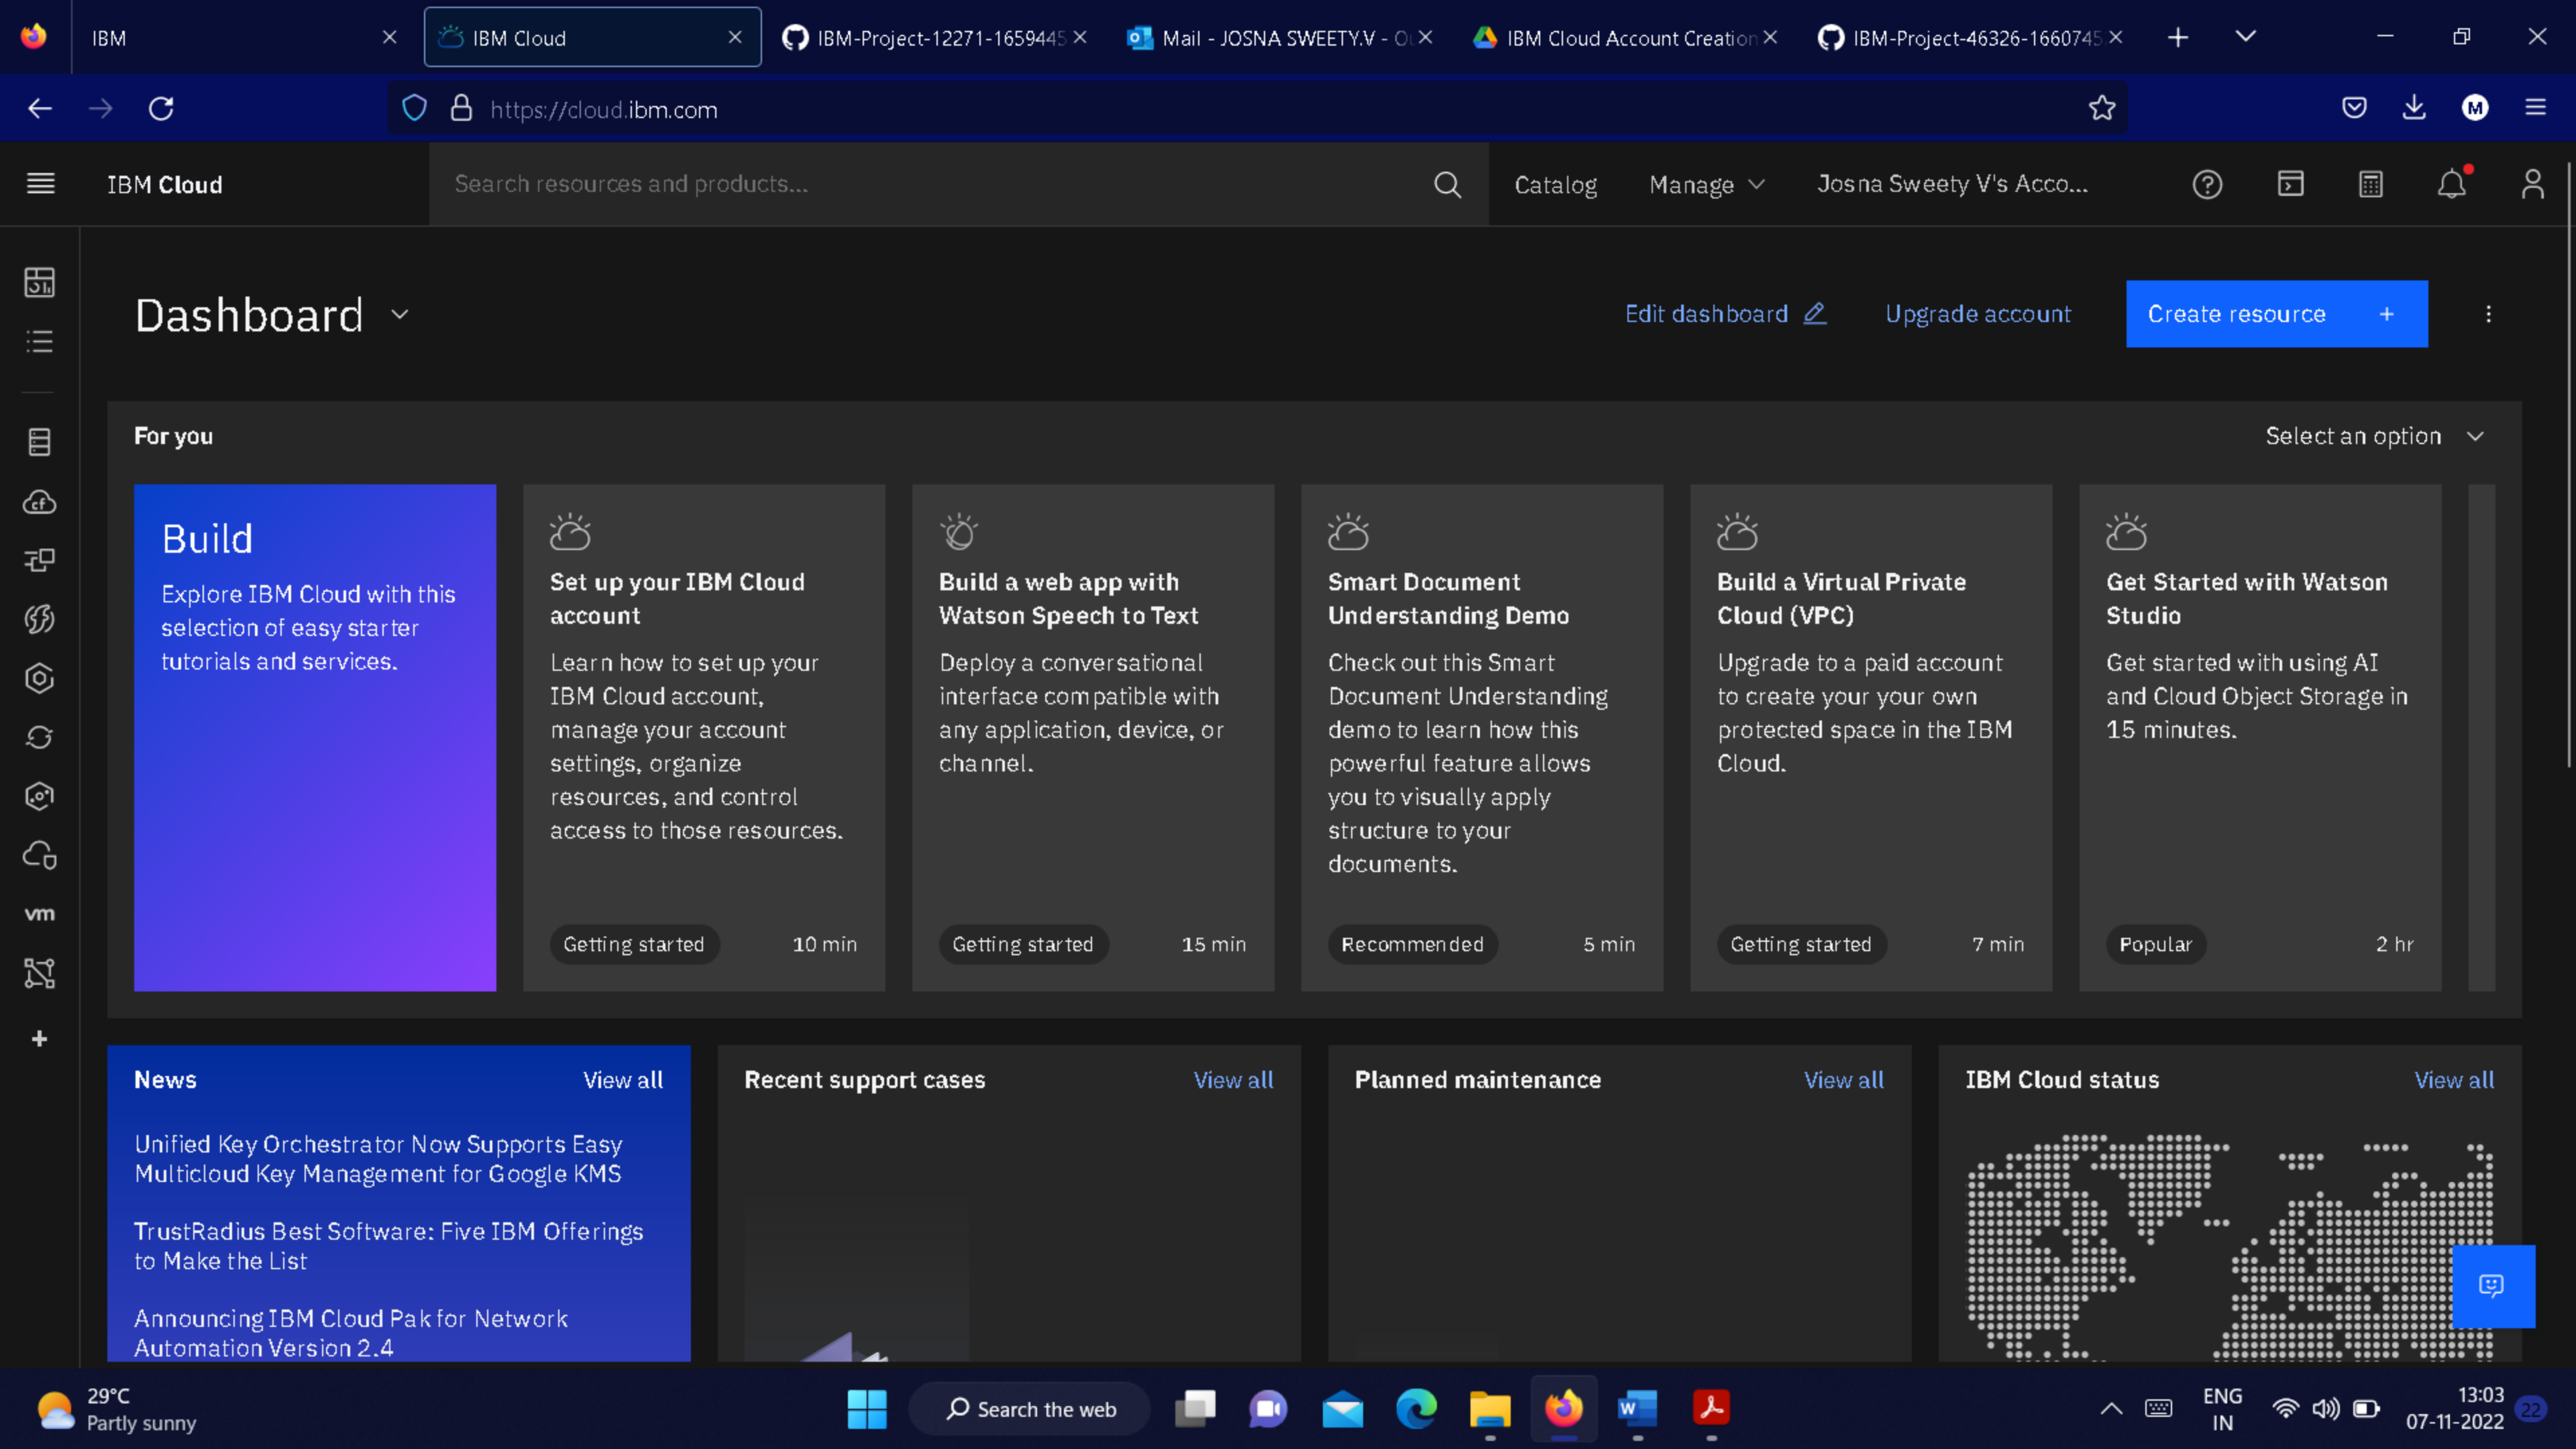 IBM
IBM Cloud
IBM-Project-12271-1659445
Mail - JOSNA SWEETY.V - Ou
IBM Cloud Account Creation
IBM-Project-46326-1660745
https://cloud.ibm.com
M
IBM Cloud
Search resources and products...
Catalog
Manage
Josna Sweety V's Acco...
Dashboard
Edit dashboard
Upgrade account
Create resource +
For you
Select an option
Build
Explore IBM Cloud with this
selection of easy starter
tutorials and services.
Set up your IBM Cloud
account
Learn how to set up your
IBM Cloud account,
manage your account
settings, organize
resources, and control
access to those resources.
Getting started
10 min
Build a web app with
Watson Speech to Text
Deploy a conversational
interface compatible with
any application, device, or
channel.
Getting started
15 min
Smart Document
Understanding Demo
Check out this Smart
Document Understanding
demo to learn how this
powerful feature allows
you to visually apply
structure to your
documents.
Recommended
5 min
Build a Virtual Private
Cloud (VPC)
Upgrade to a paid account
to create your your own
protected space in the IBM
Cloud.
Getting started
7 min
Get Started with Watson
Studio
Get started with using AI
and Cloud Object Storage in
15 minutes.
Popular
2 hr
cf
vm
News
View all
Unified Key Orchestrator Now Supports Easy
Multicloud Key Management for Google KMS
TrustRadius Best Software: Five IBM Offerings
to Make the List
Announcing IBM Cloud Pak for Network
Automation Version 2.4
Recent support cases
View all
Planned maintenance
View all
IBM Cloud status
View all
29°C
Partly sunny
Search the web
W
ENG
IN
13:03
07-11-2022
22